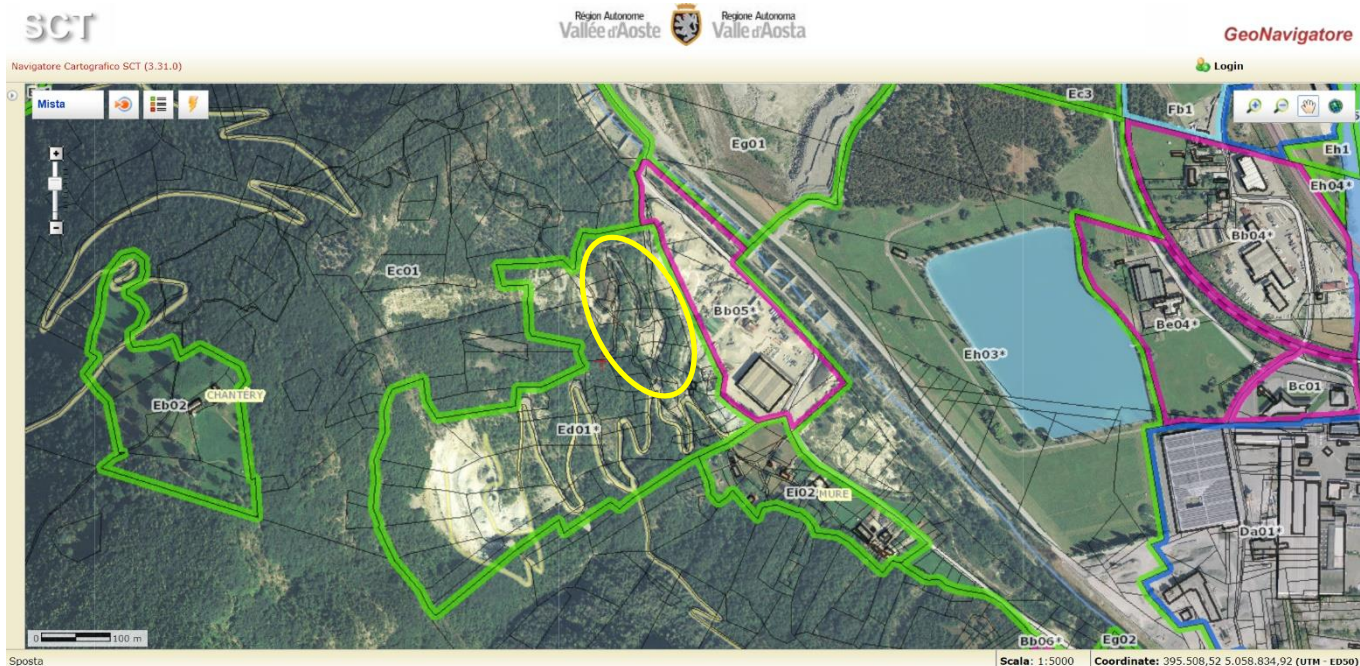 SCT
Région Autonome
Vallée d'Aoste
Regione Autonoma
Valle d'Aosta
GeoNavigatore
Navigatore Cartografico SCT (3.31.0)
Login
Mista
Ec3
Fb1
Eg01
Eh1
Eh04*
Bb04*
Ec01
Bb05*
Be04*
Eh03*
Bc01
Eb02
CHANTERY
Ed01*
Ei02
MURE
Da01*
0
100 m
Bb06*
Eg02
Sposta
Scala: 1:5000
Coordinate: 395.508,52 5.058.834,92 (UTM - ED50)